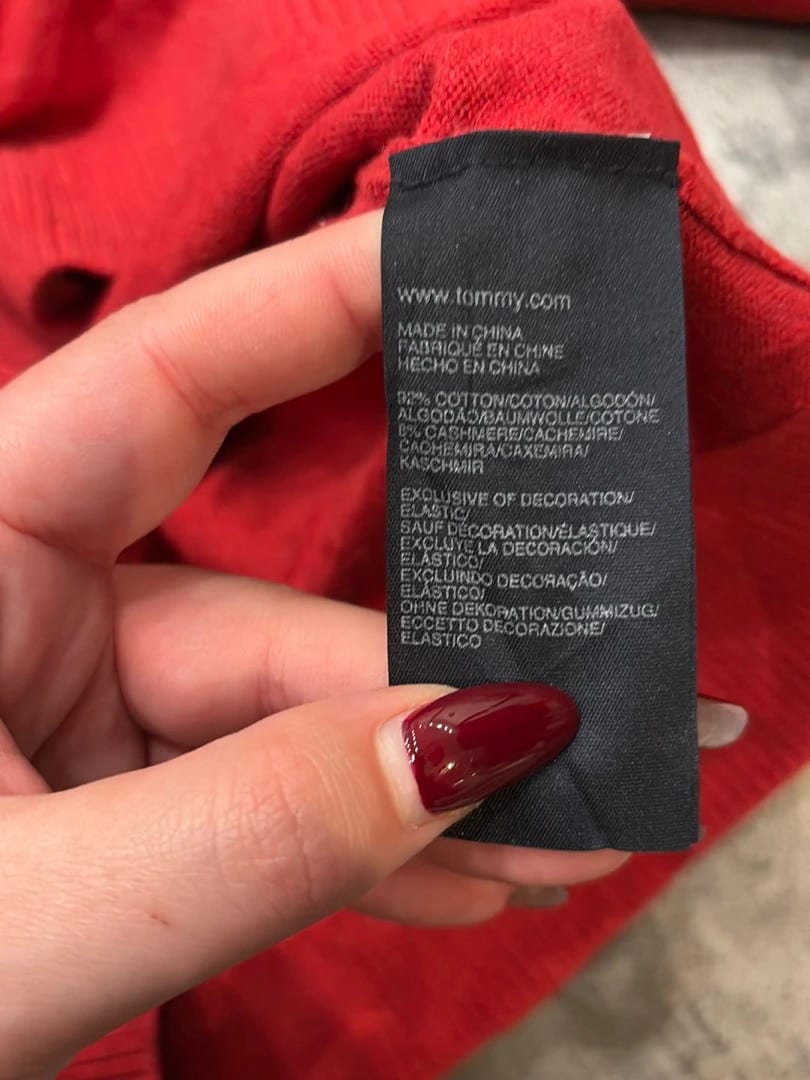 www.tommy.com
MADE IN CHINA
FABRIQUÉ EN CHINE
HECHO EN CHINA
92% COTTON/COTON/ALGODÓN/
ALGODÃO/BAUMWOLLE/COTONE
8% CASHMERE/CACHEMIRE/
CACHEMIRA/CAXEMIRA/
KASCHMIR
EXCLUSIVE OF DECORATION/
ELASTIC/
SAUF DÉCORATION/ÉLASTIQUE/
EXCLUYE LA DECORACIÓN/
ELÁSTICO/
EXCLUINDO DECORAÇÃO/
ELÁSTICO/
OHNE DEKORATION/GUMMIZUG/
ECCETTO DECORAZIONE/
ELASTICO